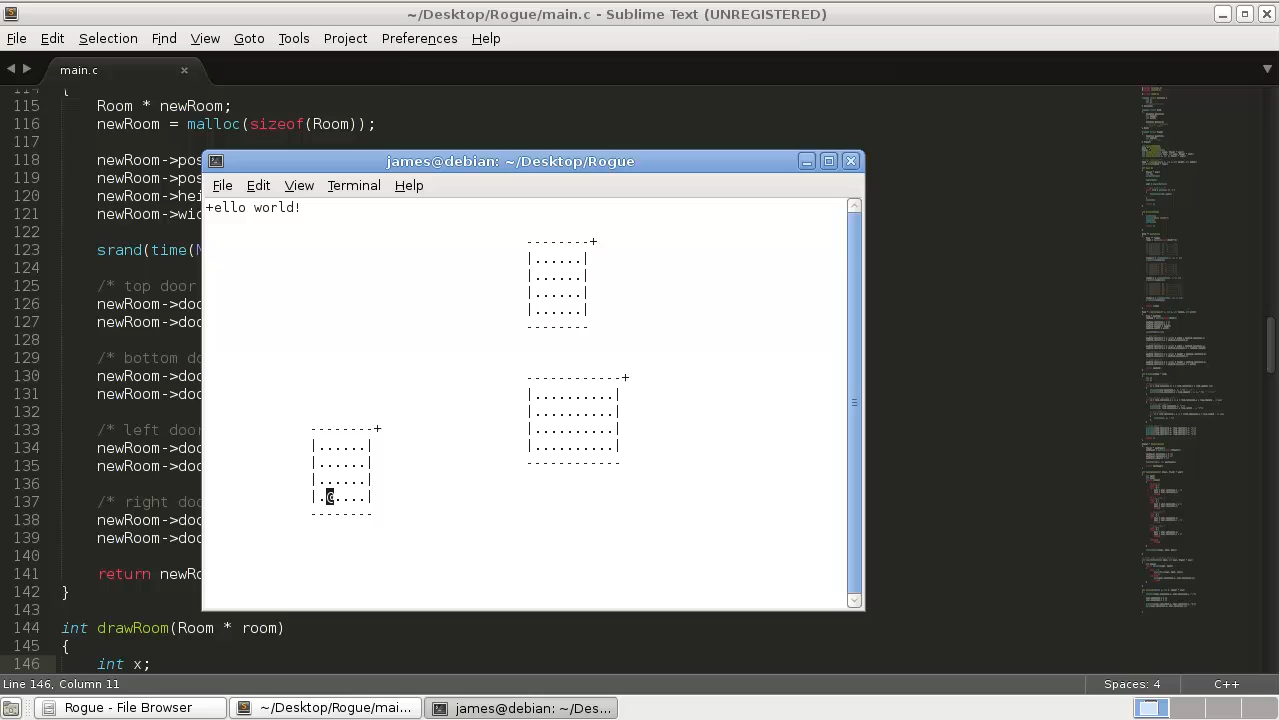 ~/Desktop/Rogue/main.c - Sublime Text (UNREGISTERED)
File Edit Selection Find View Goto Tools Project Preferences Help
main.c
114 {
115 Room * newRoom;
116 newRoom = malloc(sizeof(Room));
117
118 newRoom->pos
119 newRoom->po
120 newRoom->hei
121 newRoom->wid
122
123 srand(time(N
124
125 /* top door
126 newRoom->doo
127 newRoom->doo
128
129 /* bottom do
130 newRoom->doo
131 newRoom->doo
132
133 /* left doo
134 newRoom->doo
135 newRoom->doo
136
137 /* right doo
138 newRoom->doo
139 newRoom->doo
140
141 return newRo
142 }
143
144 int drawRoom(Room * room)
145 {
146 int x;
james@debian: ~/Desktop/Rogue
File Edit View Terminal Help
+ello world!
--------+
|.....|
|.....|
|.....|
|.....|
-------
------------+
|.........|
|.........|
|.........|
|.........|
-----------
--------+
|.....|
|.....|
|.....|
|.@...|
-------
Line 146, Column 11
Spaces: 4
C++
Rogue - File Browser
~/Desktop/Rogue/mai...
james@debian: ~/Des...